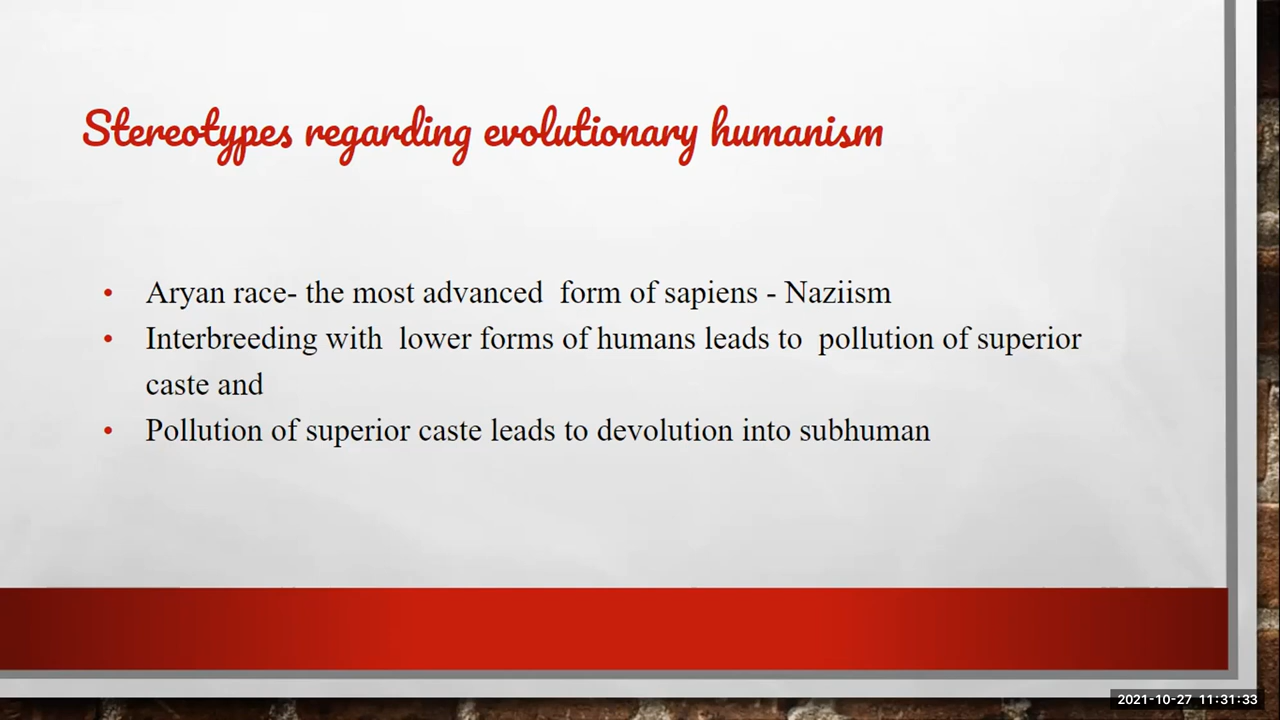 Stereotypes regarding evolutionary humanism
• Aryan race- the most advanced  form of sapiens - Naziism
• Interbreeding with  lower forms of humans leads to  pollution of superior
caste and
• Pollution of superior caste leads to devolution into subhuman
2021-10-27 11:31:33